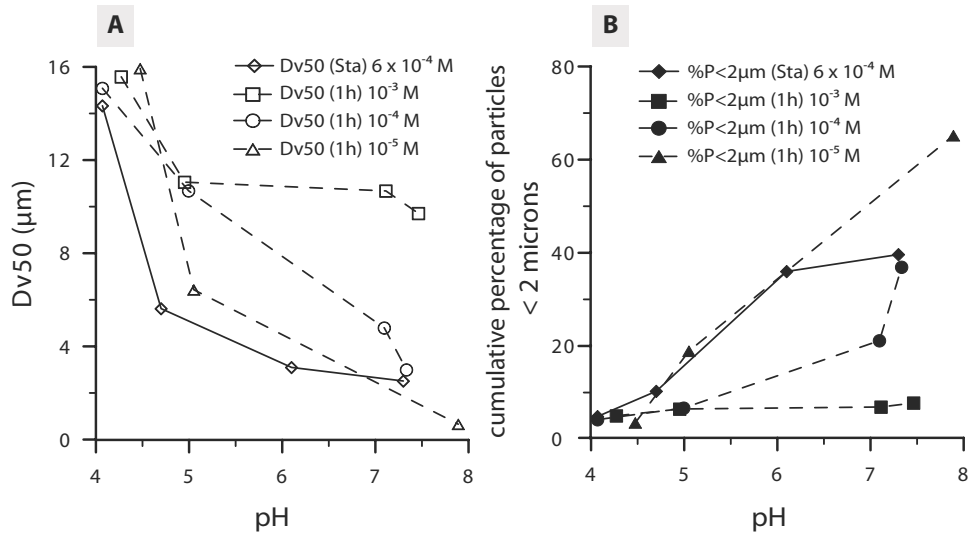 A
Dv50 (Sta) 6 x 10⁻⁴ M
Dv50 (1h) 10⁻³ M
Dv50 (1h) 10⁻⁴ M
Dv50 (1h) 10⁻⁵ M
Dv50 (µm)
16
12
8
4
0
4 5 6 7 8
pH
B
%P<2µm (Sta) 6 x 10⁻⁴ M
%P<2µm (1h) 10⁻³ M
%P<2µm (1h) 10⁻⁴ M
%P<2µm (1h) 10⁻⁵ M
cumulative percentage of particles
< 2 microns
80
60
40
20
0
4 5 6 7 8
pH